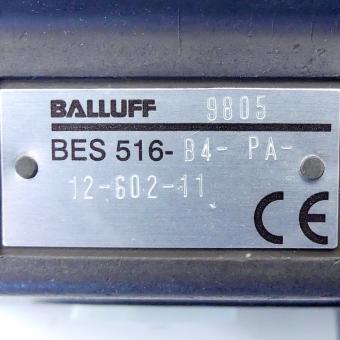 BALLUFF 9805
BES 516-B4-PA-
12-602-11
CE